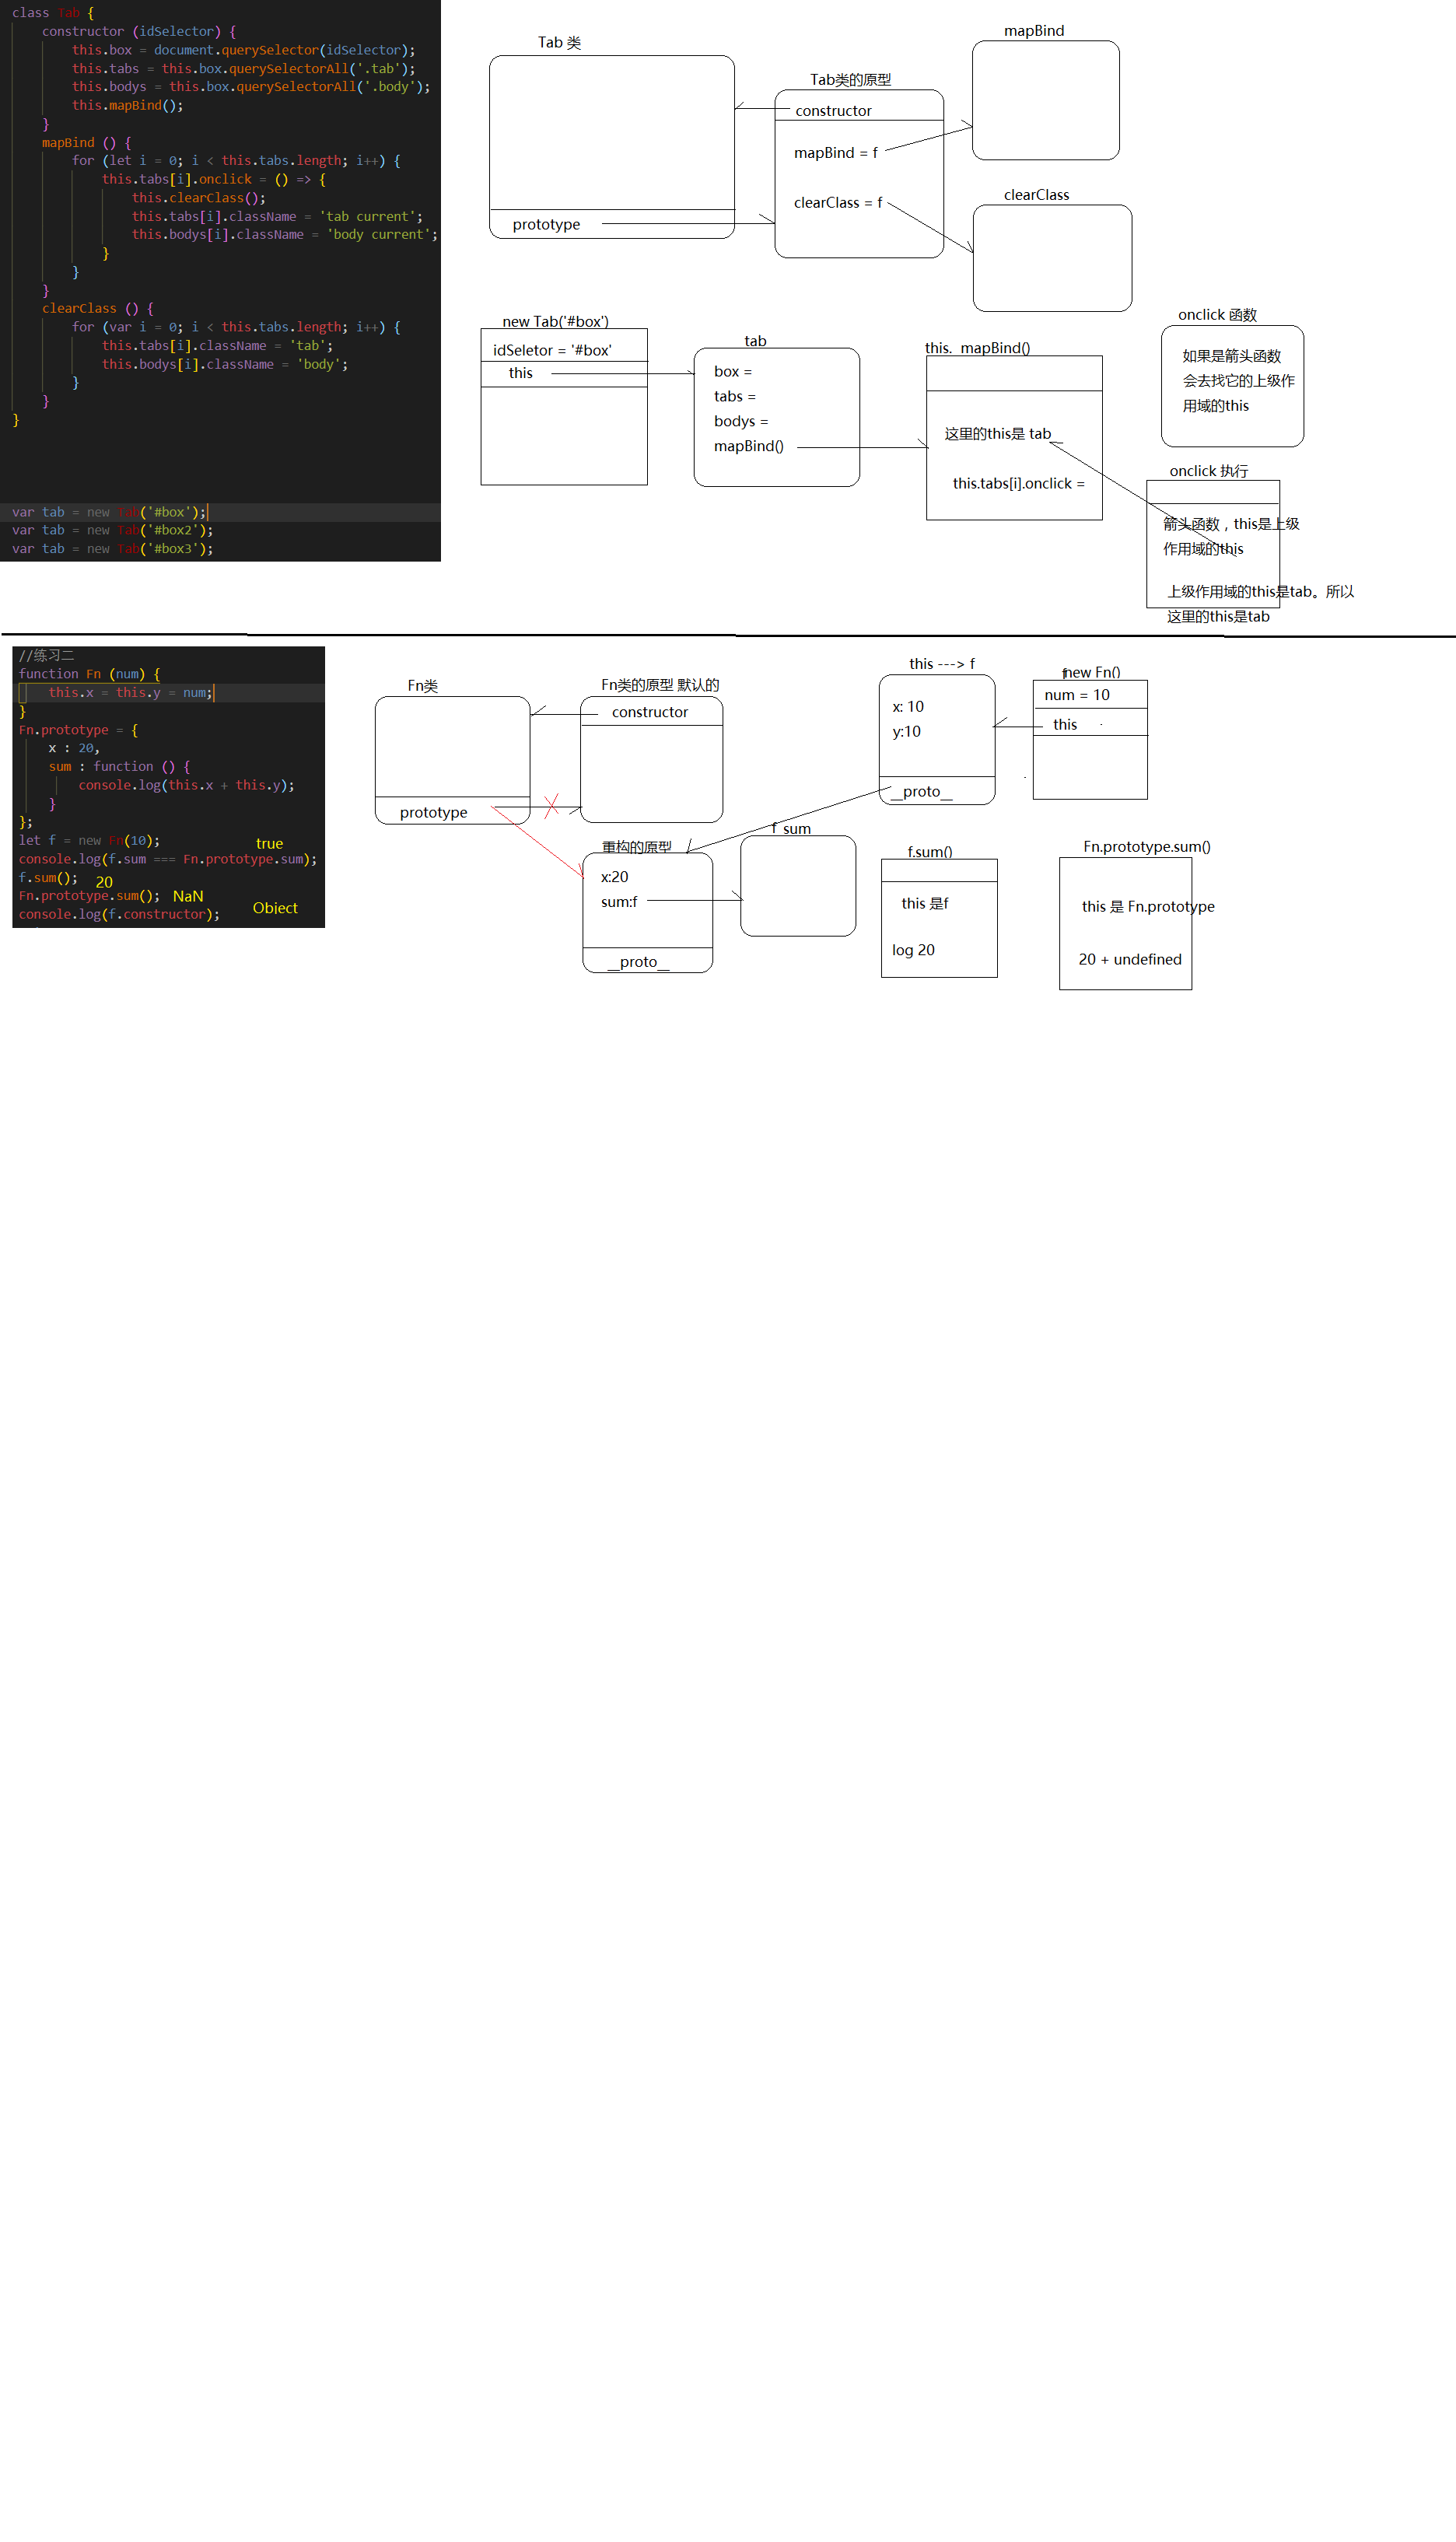 class Tab {
constructor (idSelector) {
this.box = document.querySelector(idSelector);
this.tabs = this.box.querySelectorAll('.tab');
this.bodys = this.box.querySelectorAll('.body');
this.mapBind();
}
mapBind () {
for (let i = 0; i < this.tabs.length; i++) {
this.tabs[i].onclick = () => {
this.clearClass();
this.tabs[i].className = 'tab current';
this.bodys[i].className = 'body current';
}
}
}
clearClass () {
for (var i = 0; i < this.tabs.length; i++) {
this.tabs[i].className = 'tab';
this.bodys[i].className = 'body';
}
}
}
var tab = new Tab('#box');
var tab = new Tab('#box2');
var tab = new Tab('#box3');
Tab 类
prototype
Tab类的原型
constructor
mapBind = f
clearClass = f
mapBind
clearClass
new Tab('#box')
idSeletor = '#box'
this
tab
box =
tabs =
bodys =
mapBind()
this. mapBind()
这里的this是 tab
this.tabs[i].onclick =
onclick 函数
如果是箭头函数
会去找它的上级作
用域的this
onclick 执行
箭头函数，this是上级
作用域的this
上级作用域的this是tab。所以
这里的this是tab
//练习二
function Fn (num) {
this.x = this.y = num;
}
Fn.prototype = {
x : 20,
sum : function () {
console.log(this.x + this.y);
}
};
let f = new Fn(10);
true
console.log(f.sum === Fn.prototype.sum);
f.sum();
20
Fn.prototype.sum();
NaN
Object
console.log(f.constructor);
Fn类
prototype
Fn类的原型 默认的
constructor
重构的原型
x:20
sum:f
__proto__
f sum
this ---> f
x: 10
y:10
__proto__
new Fn()
num = 10
this
f.sum()
this 是f
log 20
Fn.prototype.sum()
this 是 Fn.prototype
20 + undefined